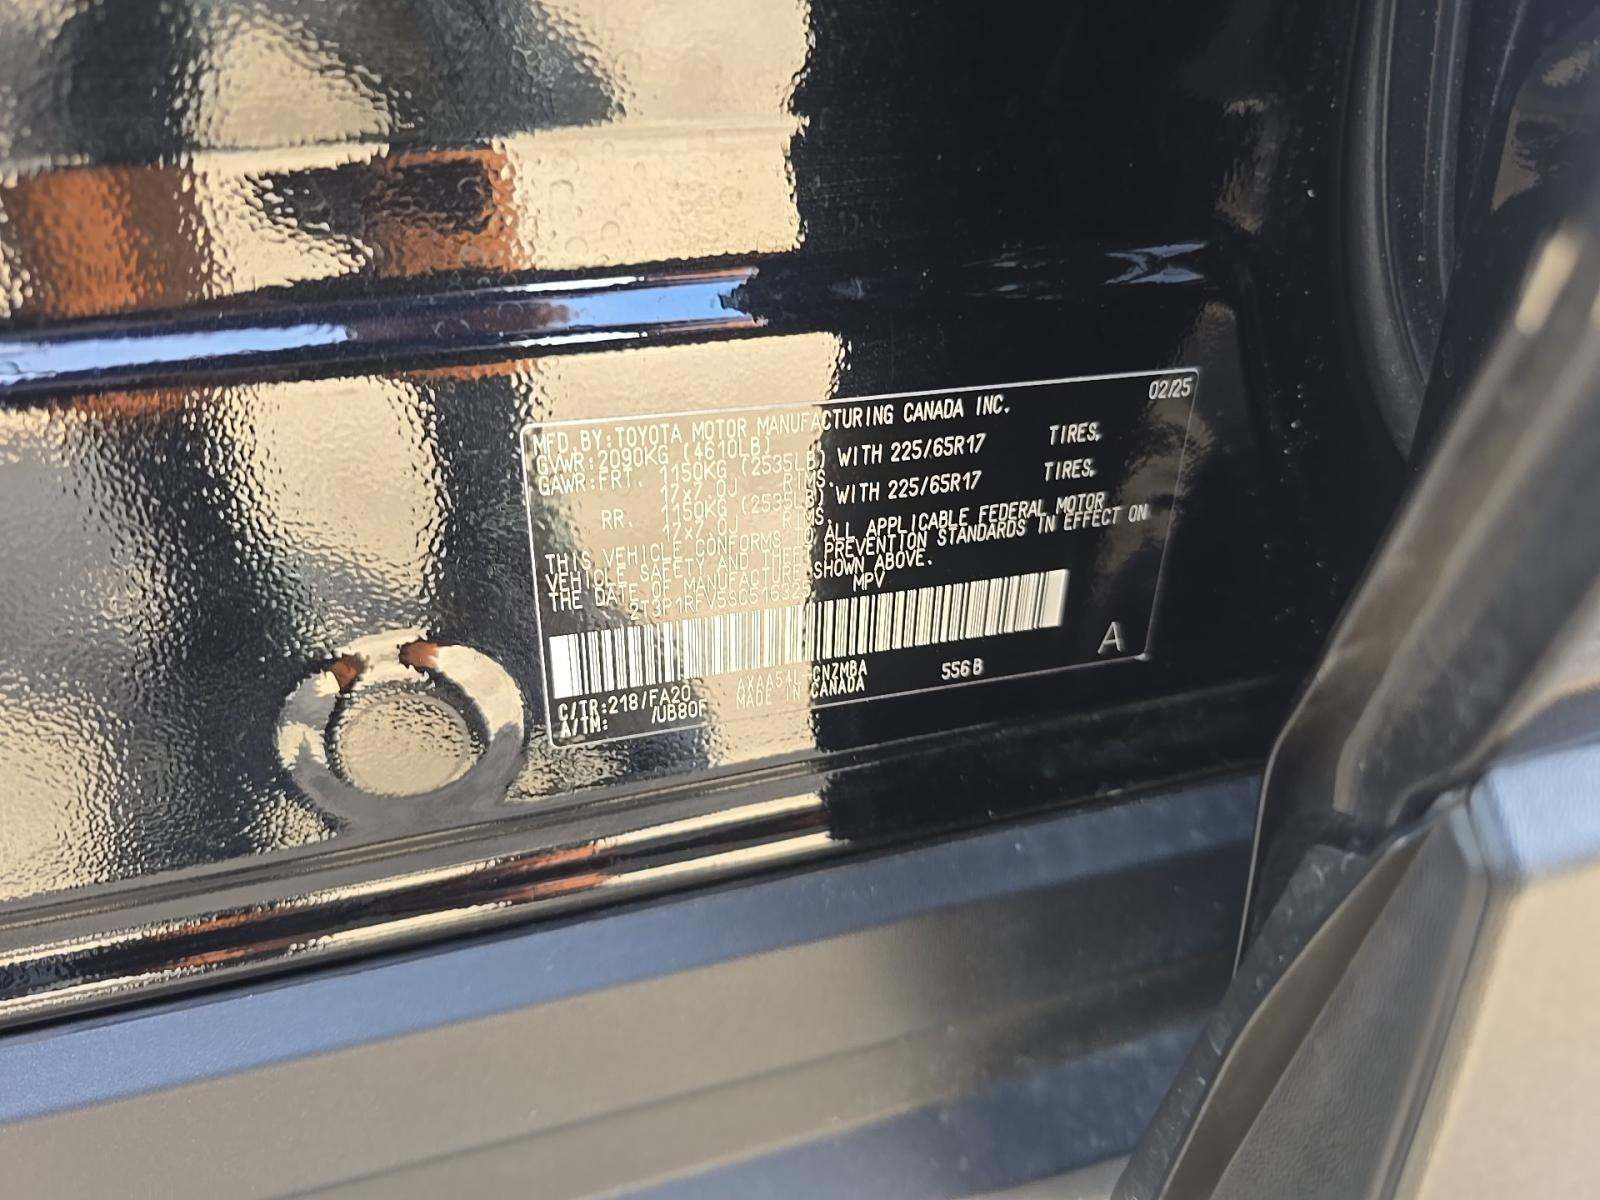 02/25
MFD.BY:TOYOTA MOTOR MANUFACTURING CANADA INC.
GVWR:2090KG (4610LB)
GAWR:FRT. 1150KG (2535LB) WITH 225/65R17 TIRES,
17x7.0J RIMS.
RR. 1150KG (2535LB) WITH 225/65R17 TIRES,
17x7.0J RIMS.
THIS VEHICLE CONFORMS TO ALL APPLICABLE FEDERAL MOTOR
VEHICLE SAFETY AND THEFT PREVENTION STANDARDS IN EFFECT ON
THE DATE OF MANUFACTURE SHOWN ABOVE.
MPV
A
C/TR:218/FA20 CNZMBA 556B
A/TM: /UB80F MADE IN CANADA